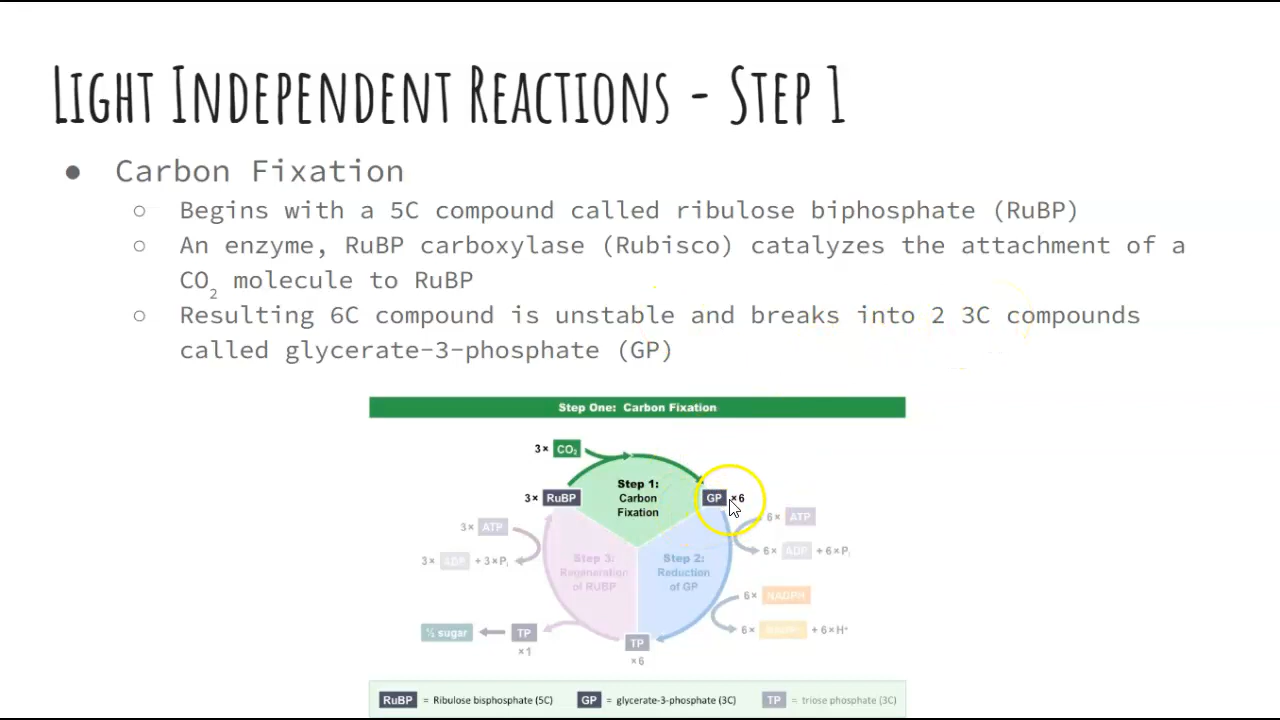 Light Independent Reactions - Step 1
● Carbon Fixation
○ Begins with a 5C compound called ribulose biphosphate (RuBP)
○ An enzyme, RuBP carboxylase (Rubisco) catalyzes the attachment of a
CO₂ molecule to RuBP
○ Resulting 6C compound is unstable and breaks into 2 3C compounds
called glycerate-3-phosphate (GP)
Step One: Carbon Fixation
3× CO₂
3× RuBP
Step 1:
Carbon
Fixation
GP ×6
3× ATP
3× ADP + 3×Pᵢ
6× ATP
6× ADP + 6×Pᵢ
Step 3:
Regeneration
of RUBP
Step 2:
Reduction
of GP
6× NADPH
6× NADP⁺ + 6×H⁺
½ sugar
TP
×1
TP
×6
RuBP = Ribulose bisphosphate (5C) GP = glycerate-3-phosphate (3C) TP = triose phosphate (3C)